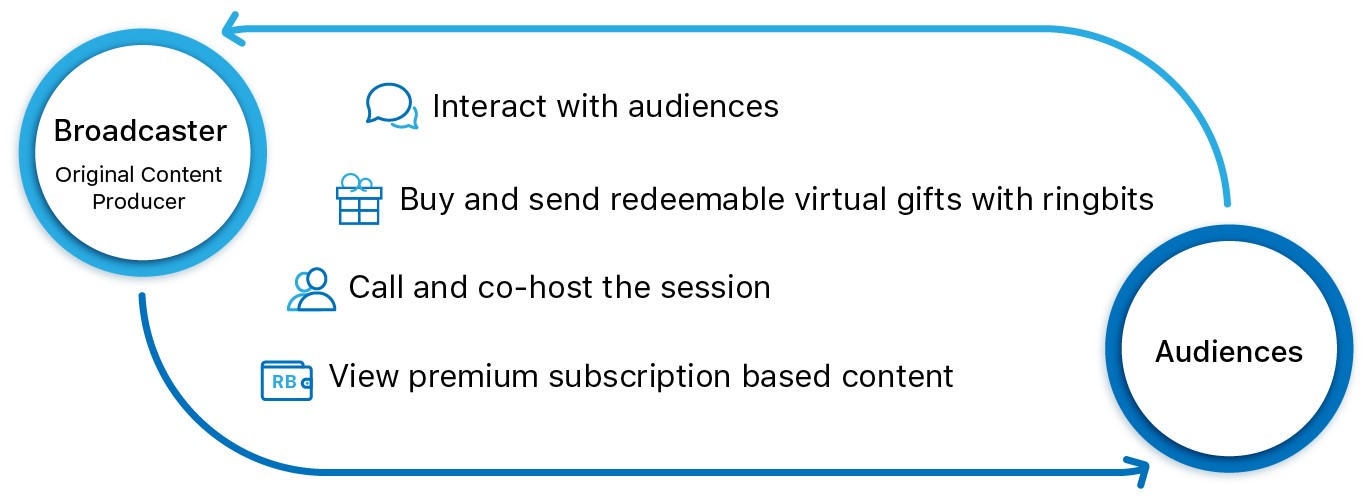 Broadcaster
Original Content
Producer
Interact with audiences
Buy and send redeemable virtual gifts with ringbits
Call and co-host the session
RB
View premium subscription based content
Audiences